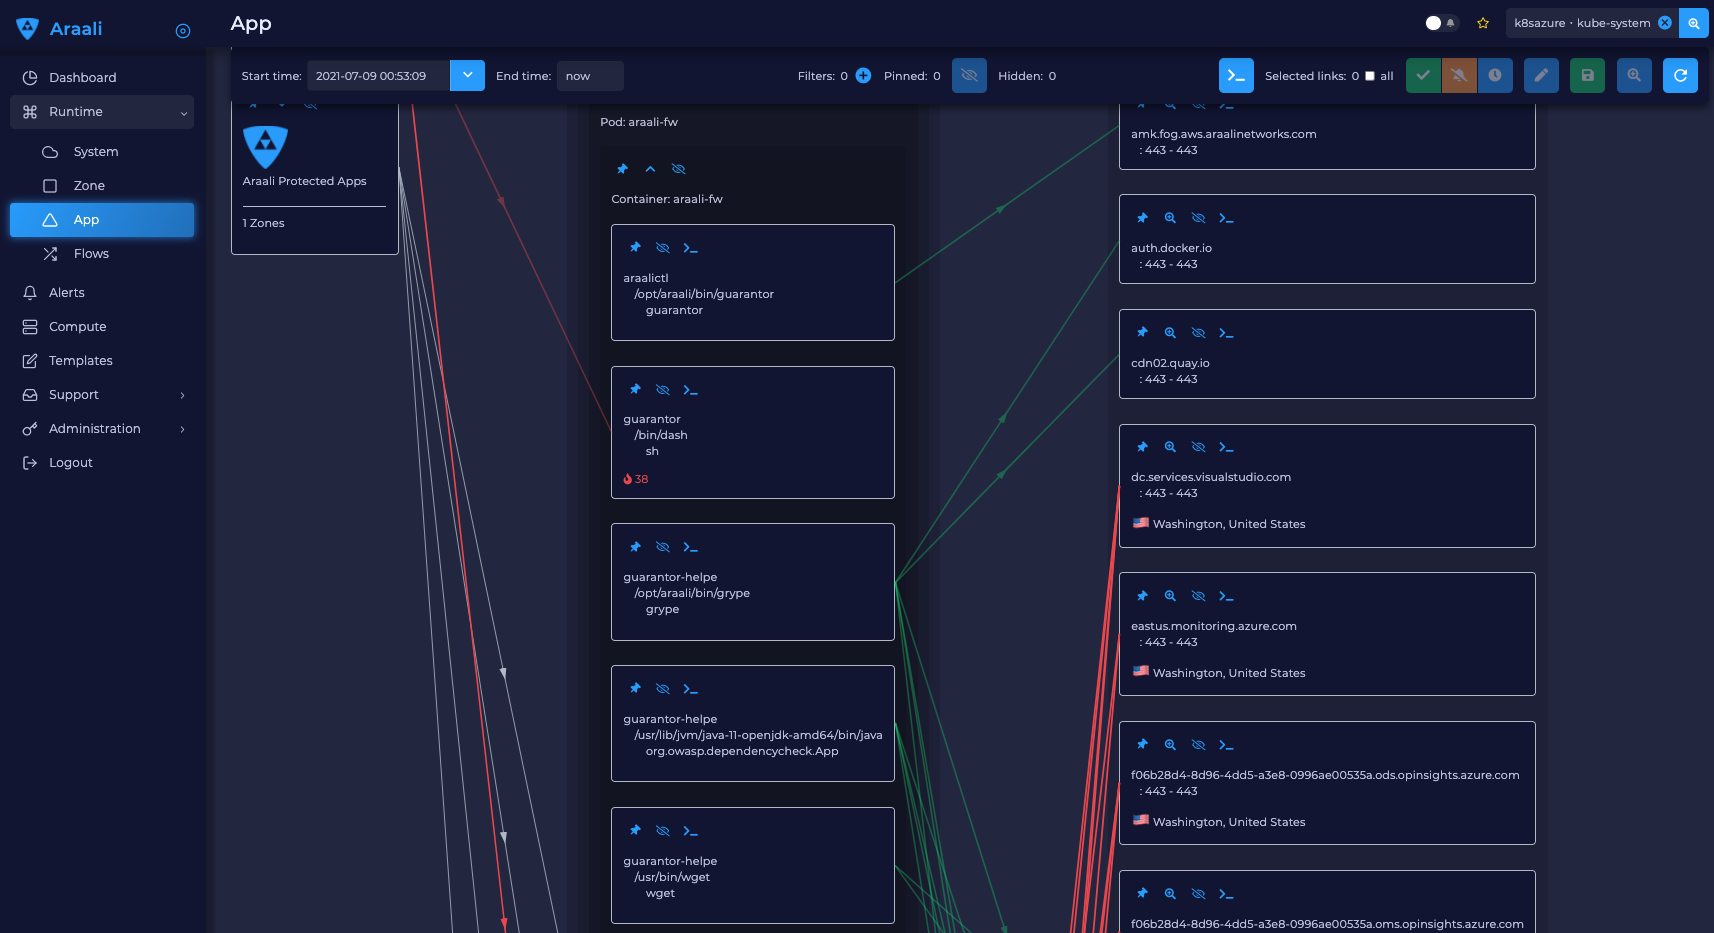 Araali
App
k8sazure · kube-system
Dashboard
Runtime
System
Zone
App
Flows
Alerts
Compute
Templates
Support
Administration
Logout
Start time:
2021-07-09 00:53:09
End time:
now
Filters: 0
Pinned: 0
Hidden: 0
Selected links: 0
all
Araali Protected Apps
1 Zones
Pod: araali-fw
Container: araali-fw
araalictl
/opt/araali/bin/guarantor
guarantor
guarantor
/bin/dash
sh
38
guarantor-helpe
/opt/araali/bin/grype
grype
guarantor-helpe
/usr/lib/jvm/java-11-openjdk-amd64/bin/java
org.owasp.dependencycheck.App
guarantor-helpe
/usr/bin/wget
wget
amk.fog.aws.araalinetworks.com
: 443 - 443
auth.docker.io
: 443 - 443
cdn02.quay.io
: 443 - 443
dc.services.visualstudio.com
: 443 - 443
Washington, United States
eastus.monitoring.azure.com
: 443 - 443
Washington, United States
f06b28d4-8d96-4dd5-a3e8-0996ae00535a.ods.opinsights.azure.com
: 443 - 443
Washington, United States
f06b28d4-8d96-4dd5-a3e8-0996ae00535a.oms.opinsights.azure.com